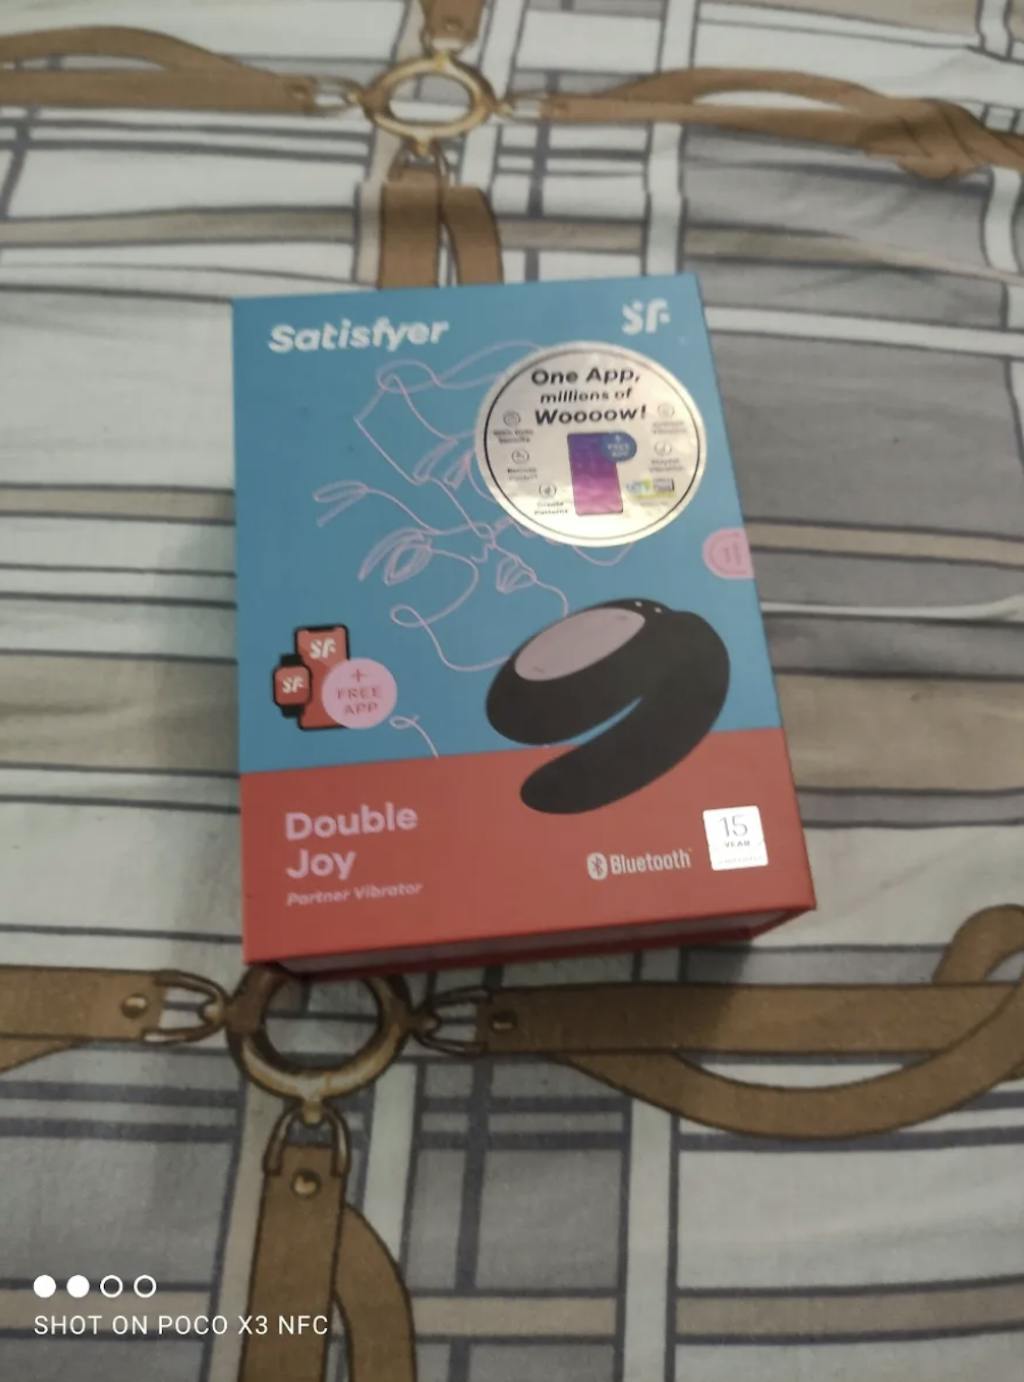 Satisfyer
SF
One App,
millions of
Woooow!
SF
SF
+
FREE
APP
Double
Joy
Partner Vibrator
Bluetooth
15
YEAR
SHOT ON POCO X3 NFC